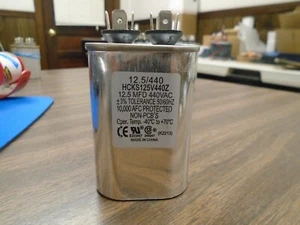 12.5/440
HCKS125V440Z
12.5 MFD 440VAC
± 3% TOLERANCE 50/60HZ
10,000 AFC PROTECTED
NON-PCB'S
Oper. Temp. -40°C to +70°C
CE
MADE IN CHINA